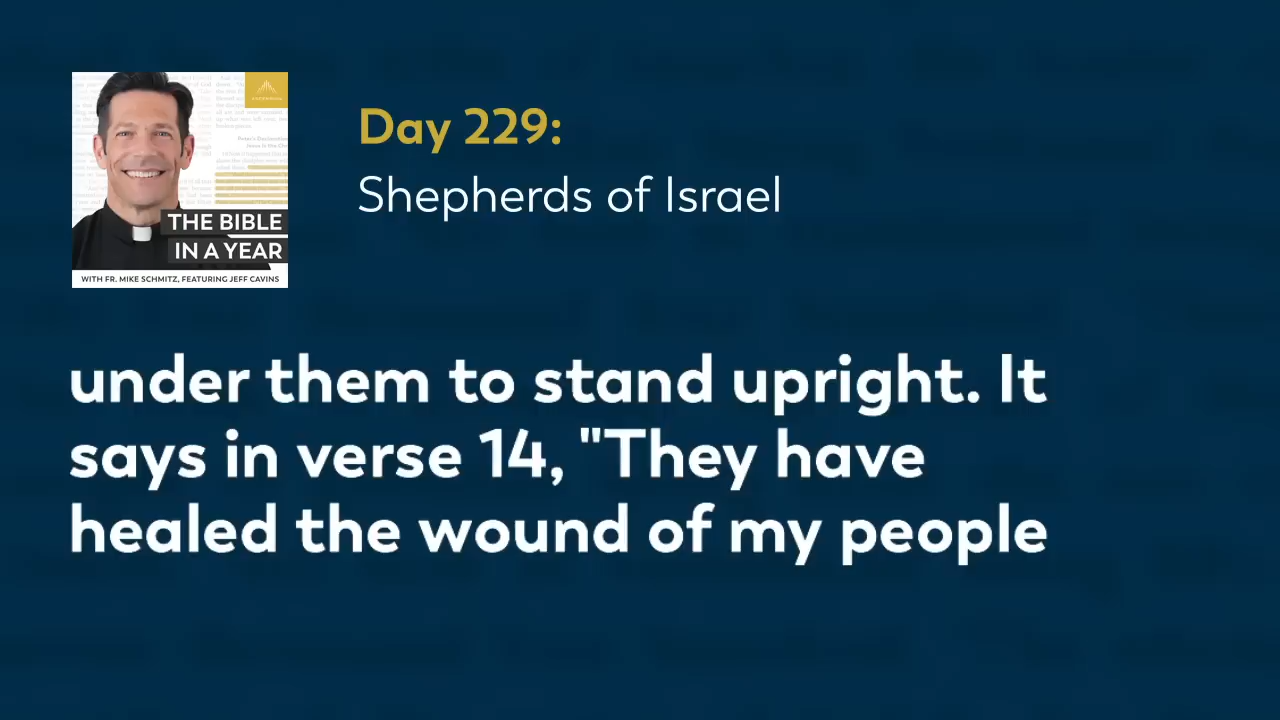 Day 229:
Shepherds of Israel
THE BIBLE
IN A YEAR
WITH FR. MIKE SCHMITZ, FEATURING JEFF CAVINS
under them to stand upright. It
says in verse 14, "They have
healed the wound of my people